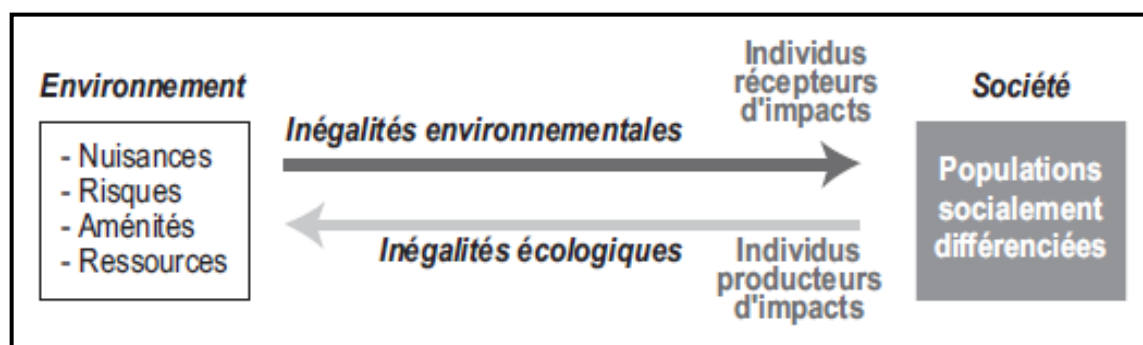 Environnement
- Nuisances
- Risques
- Aménités
- Ressources
Inégalités environnementales
Individus
récepteurs
d'impacts
Inégalités écologiques
Individus
producteurs
d'impacts
Société
Populations
socialement
différenciées